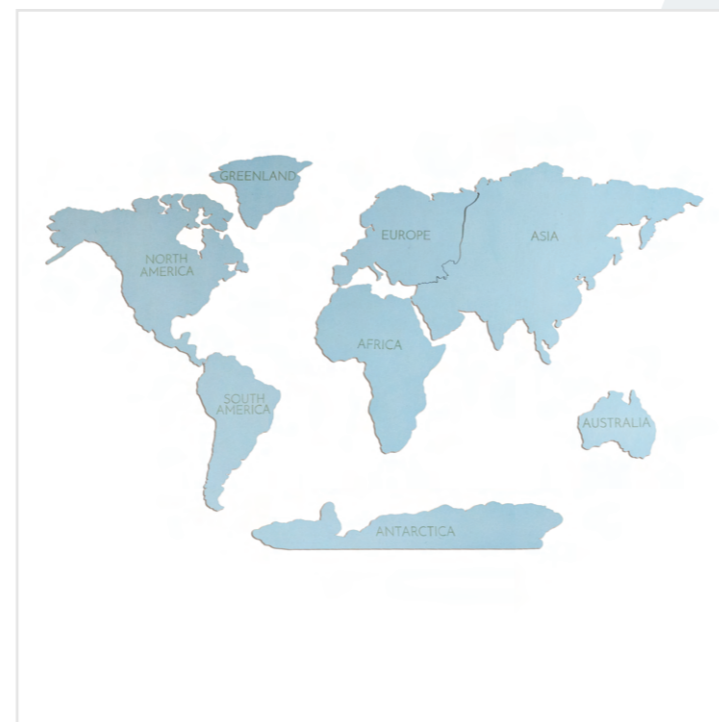 GREENLAND
EUROPE
ASIA
NORTH
AMERICA
AFRICA
SOUTH
AMERICA
AUSTRALIA
ANTARCTICA